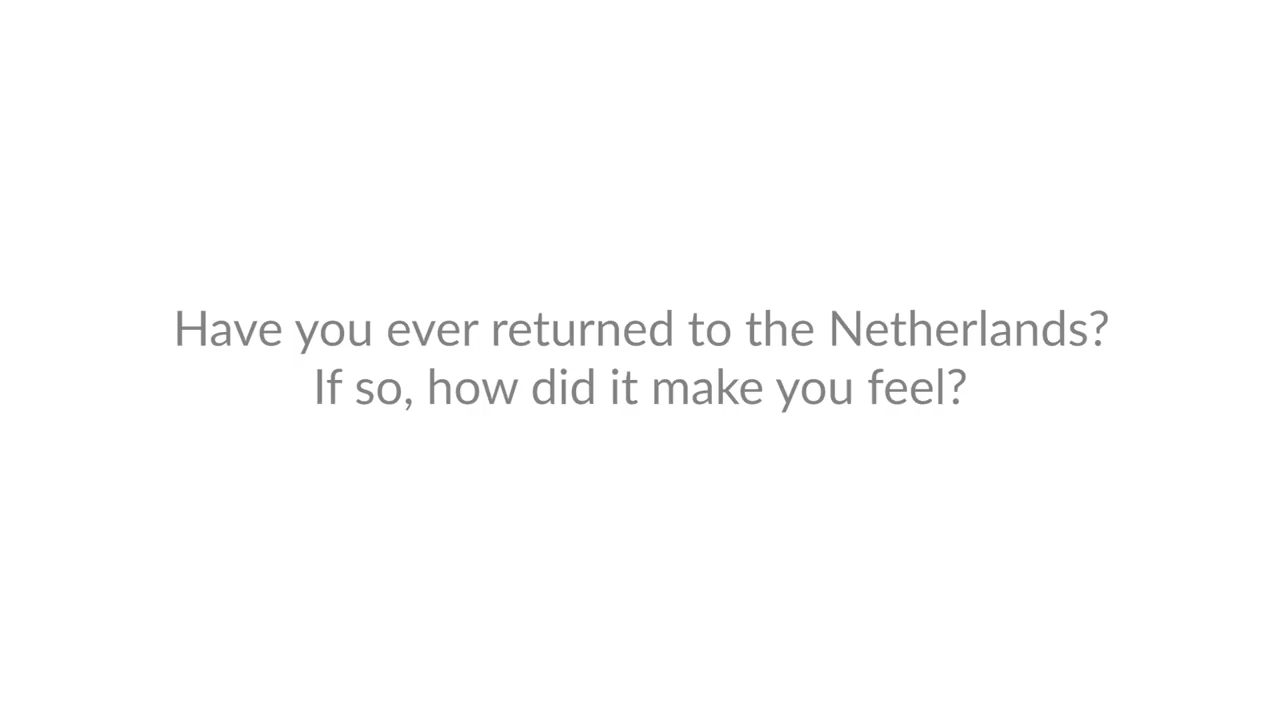 Have you ever returned to the Netherlands?
If so, how did it make you feel?